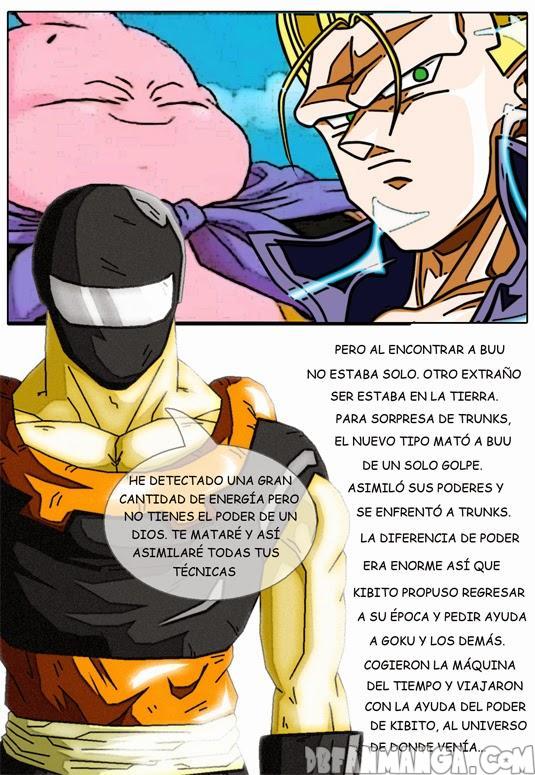 PERO AL ENCONTRAR A BUU
NO ESTABA SOLO. OTRO EXTRAÑO
SER ESTABA EN LA TIERRA.
PARA SORPRESA DE TRUNKS,
EL NUEVO TIPO MATÓ A BUU
DE UN SOLO GOLPE.
ASIMILÓ SUS PODERES Y
SE ENFRENTÓ A TRUNKS.
LA DIFERENCIA DE PODER
ERA ENORME ASÍ QUE
KIBITO PROPUSO REGRESAR
A SU ÉPOCA Y PEDIR AYUDA
A GOKU Y LOS DEMÁS.
COGIERON LA MÁQUINA
DEL TIEMPO Y VIAJARON
CON LA AYUDA DEL PODER
DE KIBITO, AL UNIVERSO
DE DONDE VENÍA...
HE DETECTADO UNA GRAN
CANTIDAD DE ENERGÍA PERO
NO TIENES EL PODER DE UN
DIOS. TE MATARÉ Y ASÍ
ASIMILARÉ TODAS TUS
TÉCNICAS
DBFANMANGA.COM